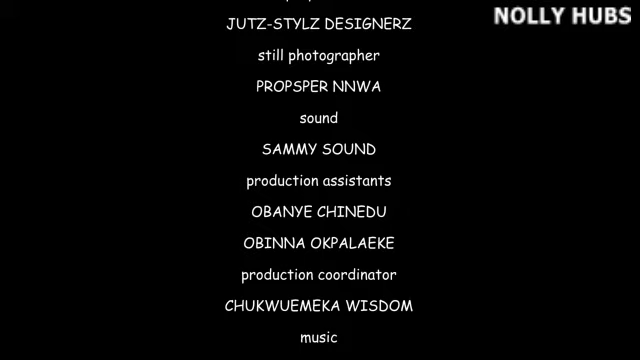 NOLLY HUBS
JUTZ-STYLZ DESIGNERZ
still photographer
PROPSPER NNWA
sound
SAMMY SOUND
production assistants
OBANYE CHINEDU
OBINNA OKPALAEKE
production coordinator
CHUKWUEMEKA WISDOM
music